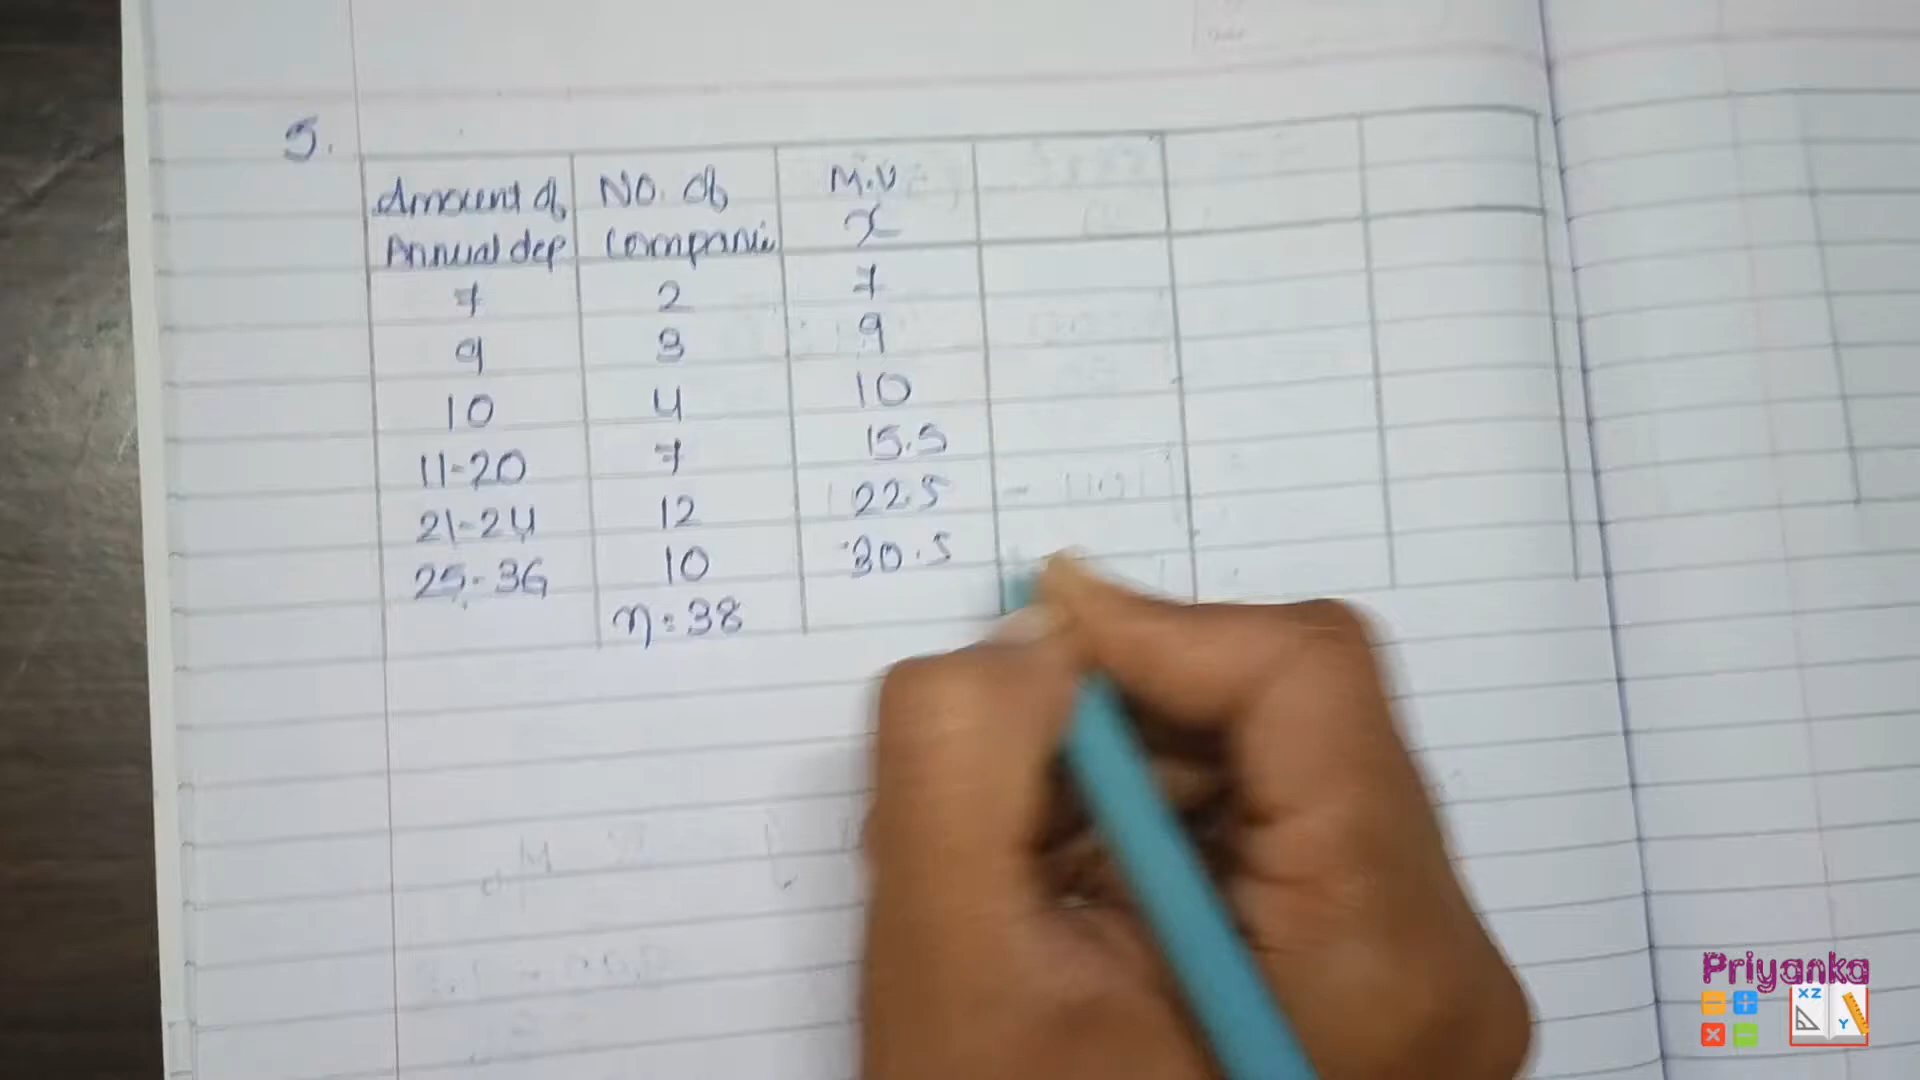 5.
Amount of No. of M.V
Annual dep Companie x
7 2 7
9 3 9
10 4 10
11-20 7 15.5
21-24 12 22.5
25-36 10 30.5
n = 38
Priyanka
XZ
Y